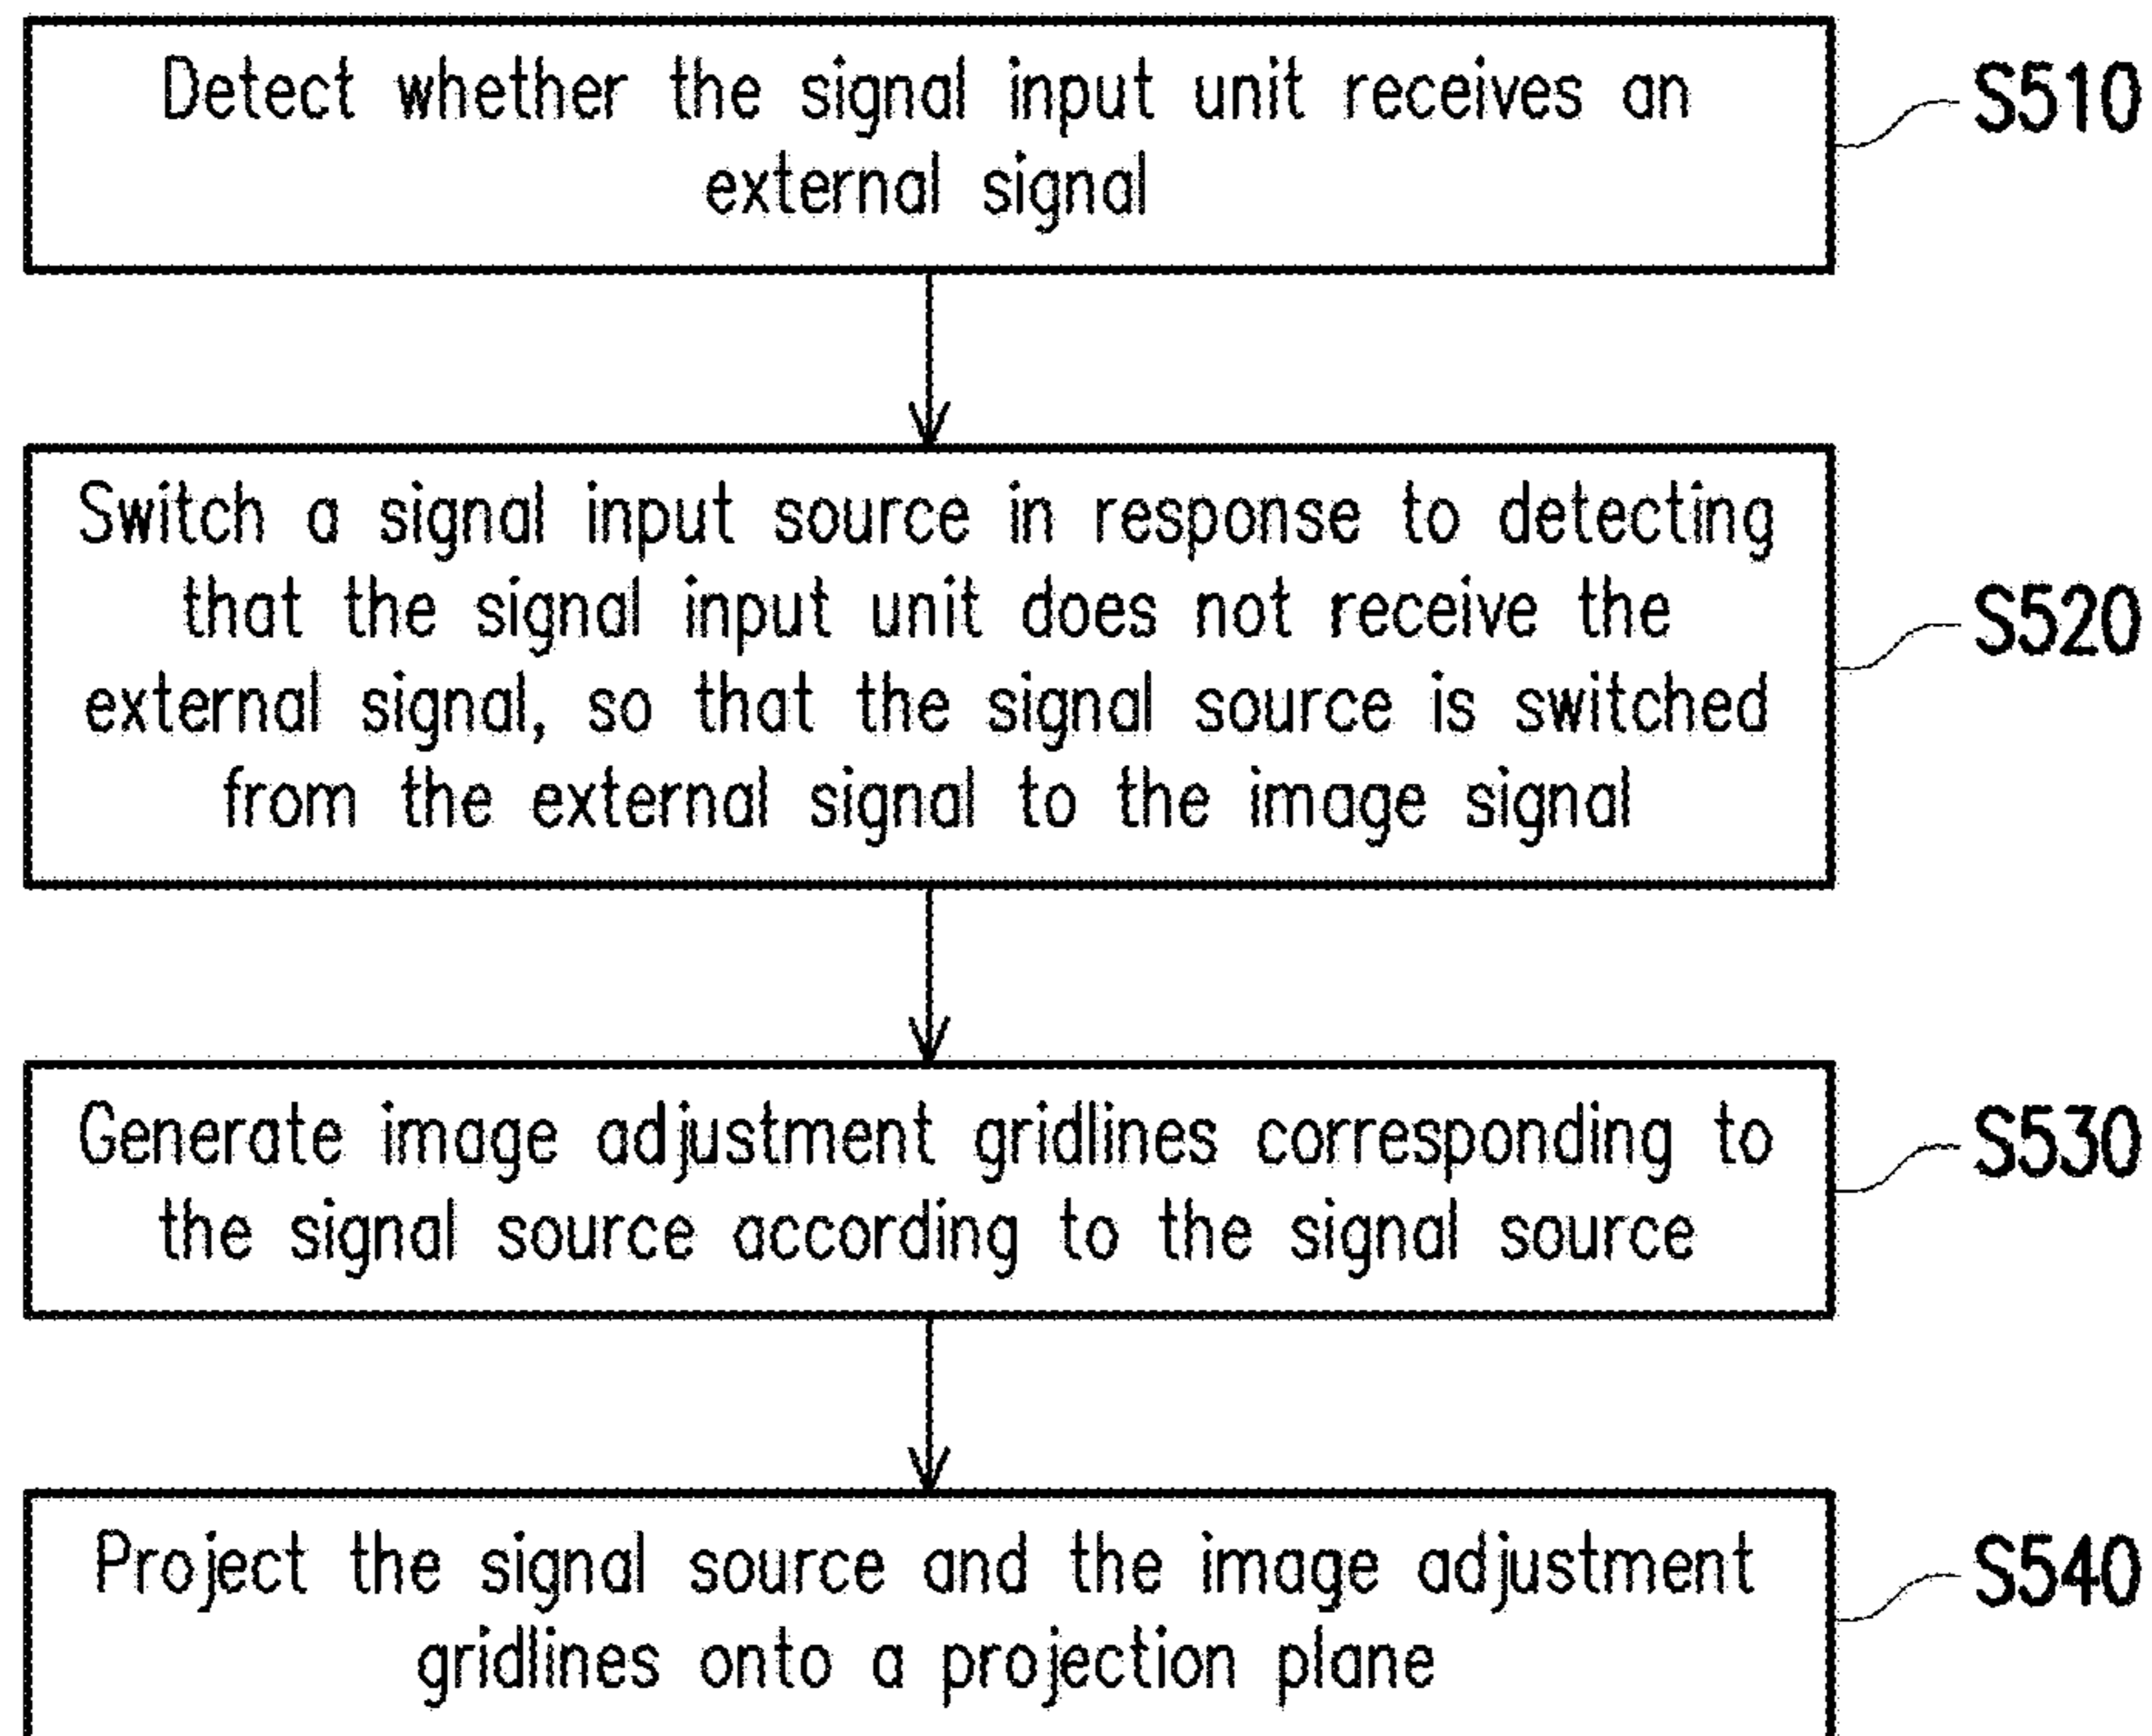 Detect whether the signal input unit receives an
external signal
S510
Switch a signal input source in response to detecting
that the signal input unit does not receive the
external signal, so that the signal source is switched
from the external signal to the image signal
S520
Generate image adjustment gridlines corresponding to
the signal source according to the signal source
S530
Project the signal source and the image adjustment
gridlines onto a projection plane
S540